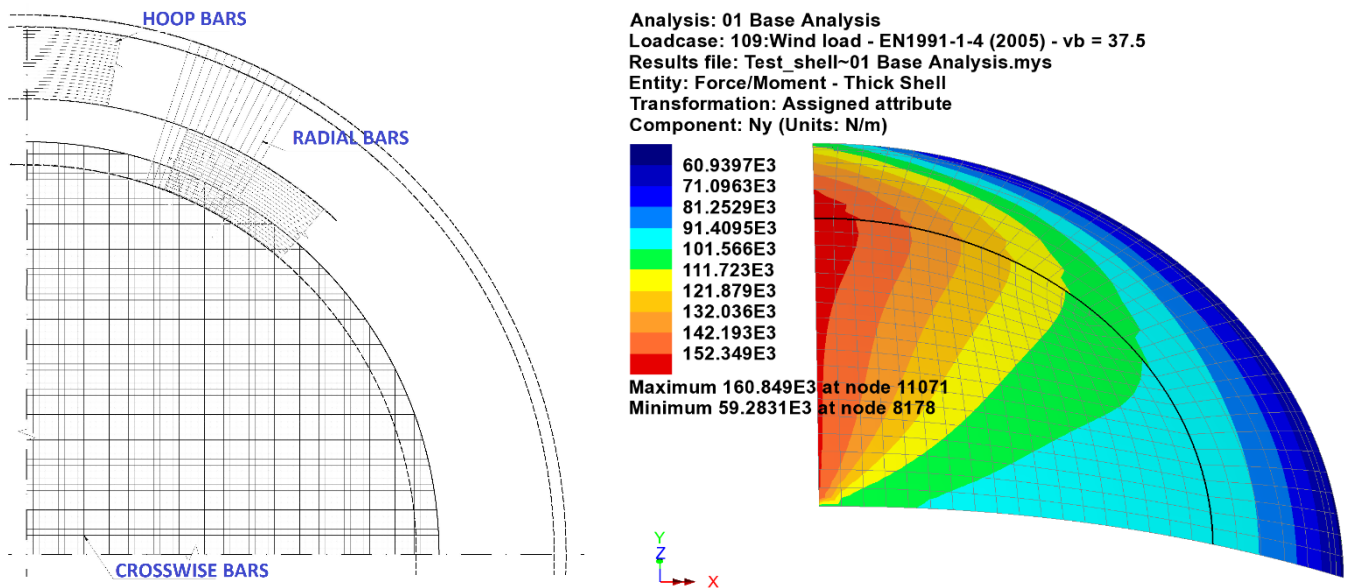 HOOP BARS
RADIAL BARS
CROSSWISE BARS
Analysis: 01 Base Analysis
Loadcase: 109:Wind load - EN1991-1-4 (2005) - vb = 37.5
Results file: Test_shell~01 Base Analysis.mys
Entity: Force/Moment - Thick Shell
Transformation: Assigned attribute
Component: Ny (Units: N/m)
60.9397E3
71.0963E3
81.2529E3
91.4095E3
101.566E3
111.723E3
121.879E3
132.036E3
142.193E3
152.349E3
Maximum 160.849E3 at node 11071
Minimum 59.2831E3 at node 8178
Y
Z
X